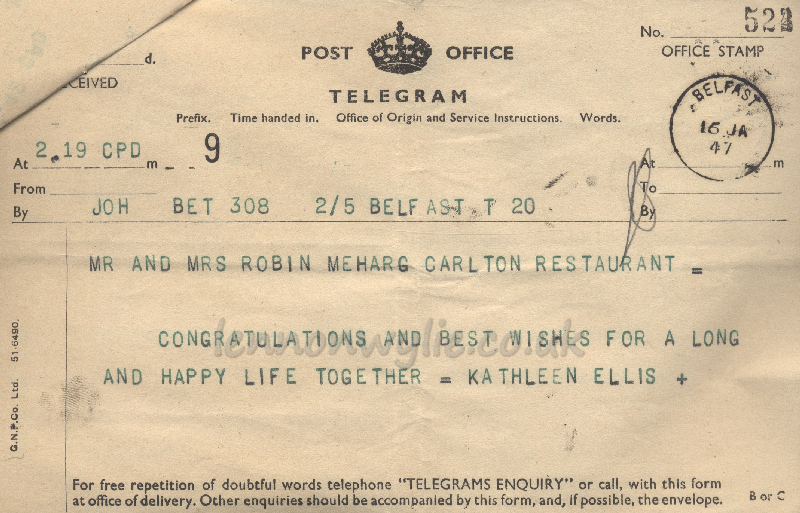 No. 522
POST OFFICE
OFFICE STAMP
d.
CEIVED
TELEGRAM
BELFAST
16 JA
47
Prefix. Time handed in. Office of Origin and Service Instructions. Words.
At 2.19 CPD m 9
At m
From
To
By JOH BET 308 2/5 BELFAST T 20
By
MR AND MRS ROBIN MEHARG CARLTON RESTAURANT =
CONGRATULATIONS AND BEST WISHES FOR A LONG
lennonwylie.co.uk
AND HAPPY LIFE TOGETHER = KATHLEEN ELLIS +
G.N.P.Co. Ltd. 51-6490.
For free repetition of doubtful words telephone "TELEGRAMS ENQUIRY" or call, with this form
at office of delivery. Other enquiries should be accompanied by this form, and, if possible, the envelope.
B or C